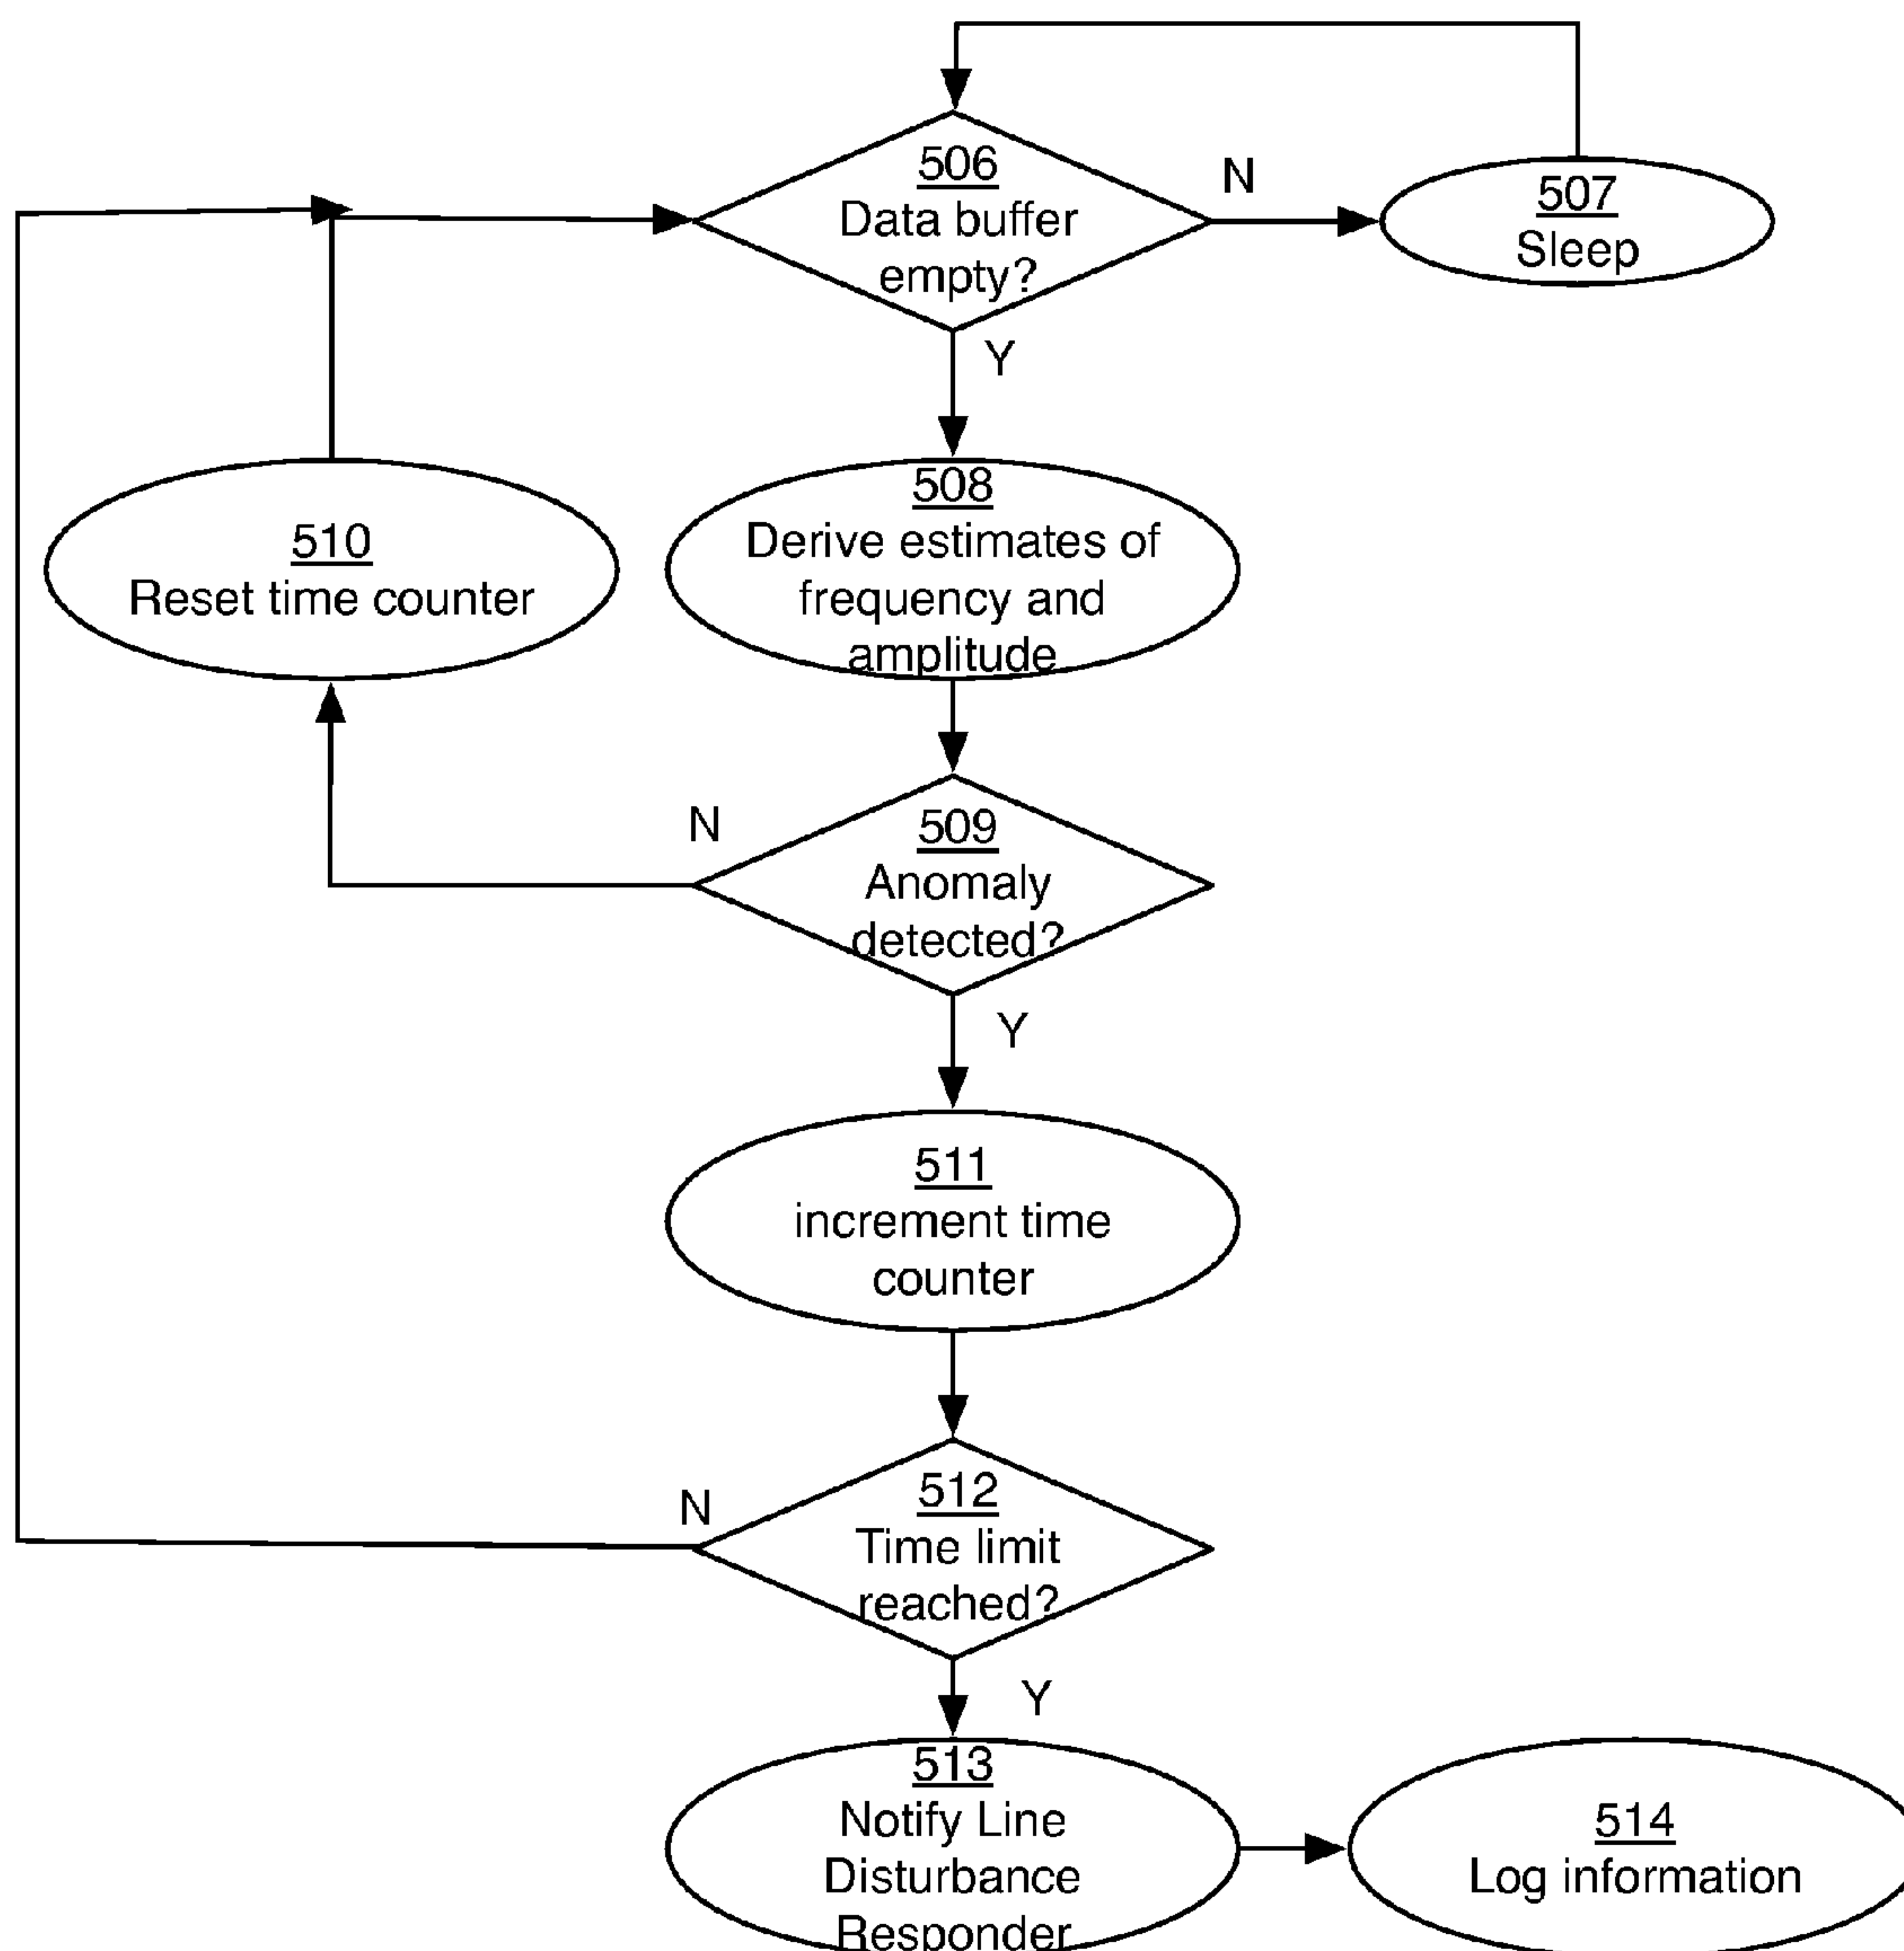 506
Data buffer
empty?
N
507
Sleep
Y
510
Reset time counter
508
Derive estimates of
frequency and
amplitude
N
509
Anomaly
detected?
Y
511
increment time
counter
N
512
Time limit
reached?
Y
513
Notify Line
Disturbance
Responder
514
Log information